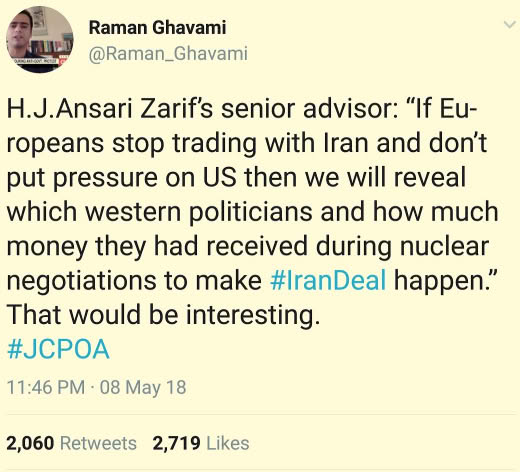 Raman Ghavami
@Raman_Ghavami
H.J.Ansari Zarif's senior advisor: “If Eu-
ropeans stop trading with Iran and don't
put pressure on US then we will reveal
which western politicians and how much
money they had received during nuclear
negotiations to make #IranDeal happen.”
That would be interesting.
#JCPOA
11:46 PM · 08 May 18
2,060 Retweets 2,719 Likes